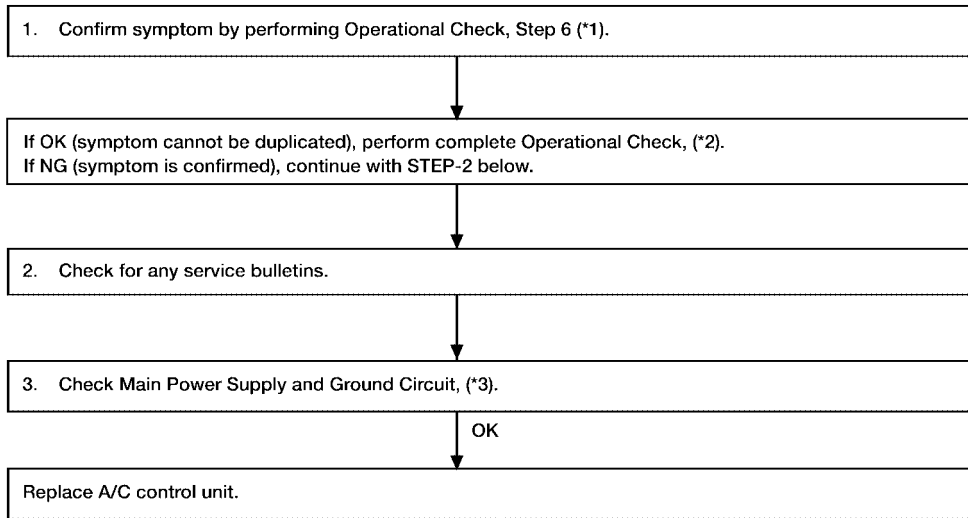 1. Confirm symptom by performing Operational Check, Step 6 (*1).
If OK (symptom cannot be duplicated), perform complete Operational Check, (*2).
If NG (symptom is confirmed), continue with STEP-2 below.
2. Check for any service bulletins.
3. Check Main Power Supply and Ground Circuit, (*3).
OK
Replace A/C control unit.